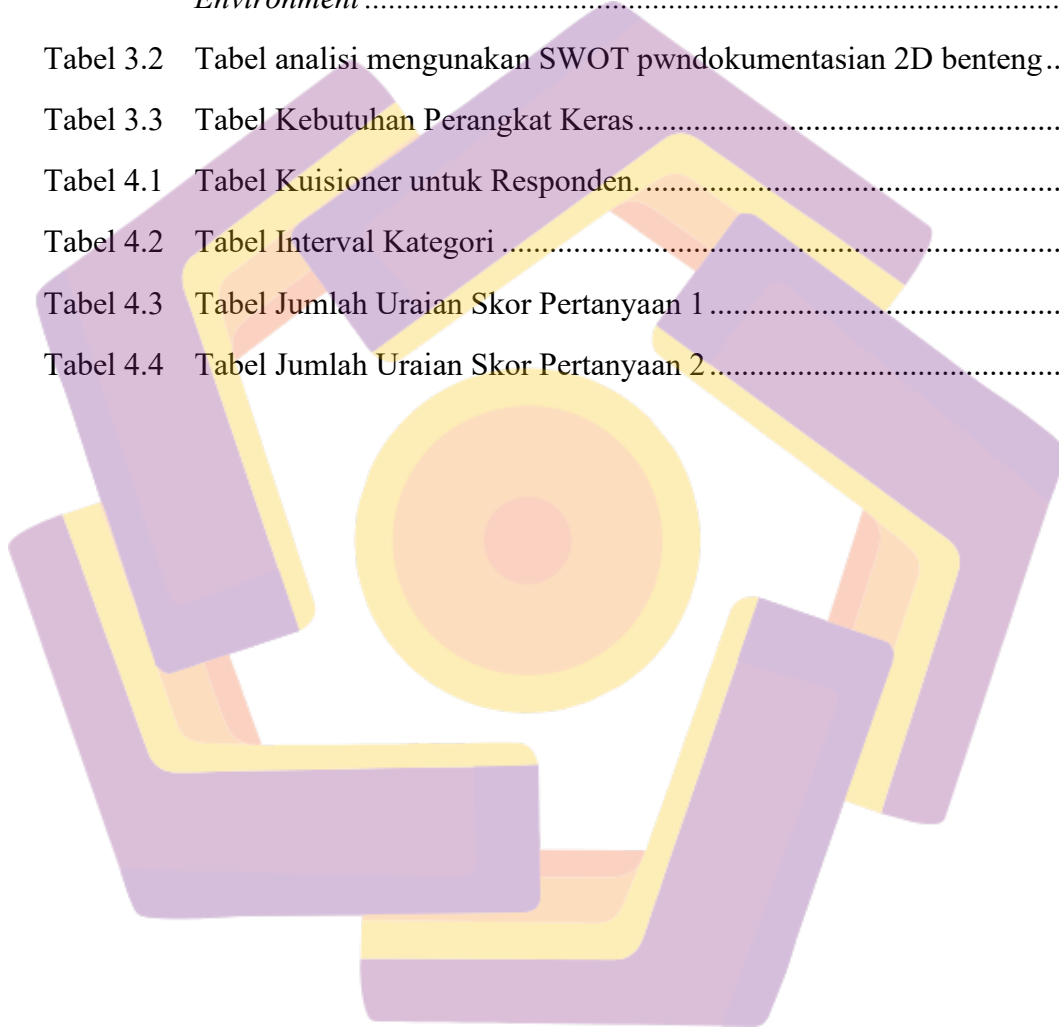 Environment................................................................................
Tabel 3.2 Tabel analisi mengunakan SWOT pwndokumentasian 2D benteng..
Tabel 3.3 Tabel Kebutuhan Perangkat Keras.....................................................
Tabel 4.1 Tabel Kuisioner untuk Responden. ....................................................
Tabel 4.2 Tabel Interval Kategori ......................................................................
Tabel 4.3 Tabel Jumlah Uraian Skor Pertanyaan 1............................................
Tabel 4.4 Tabel Jumlah Uraian Skor Pertanyaan 2............................................